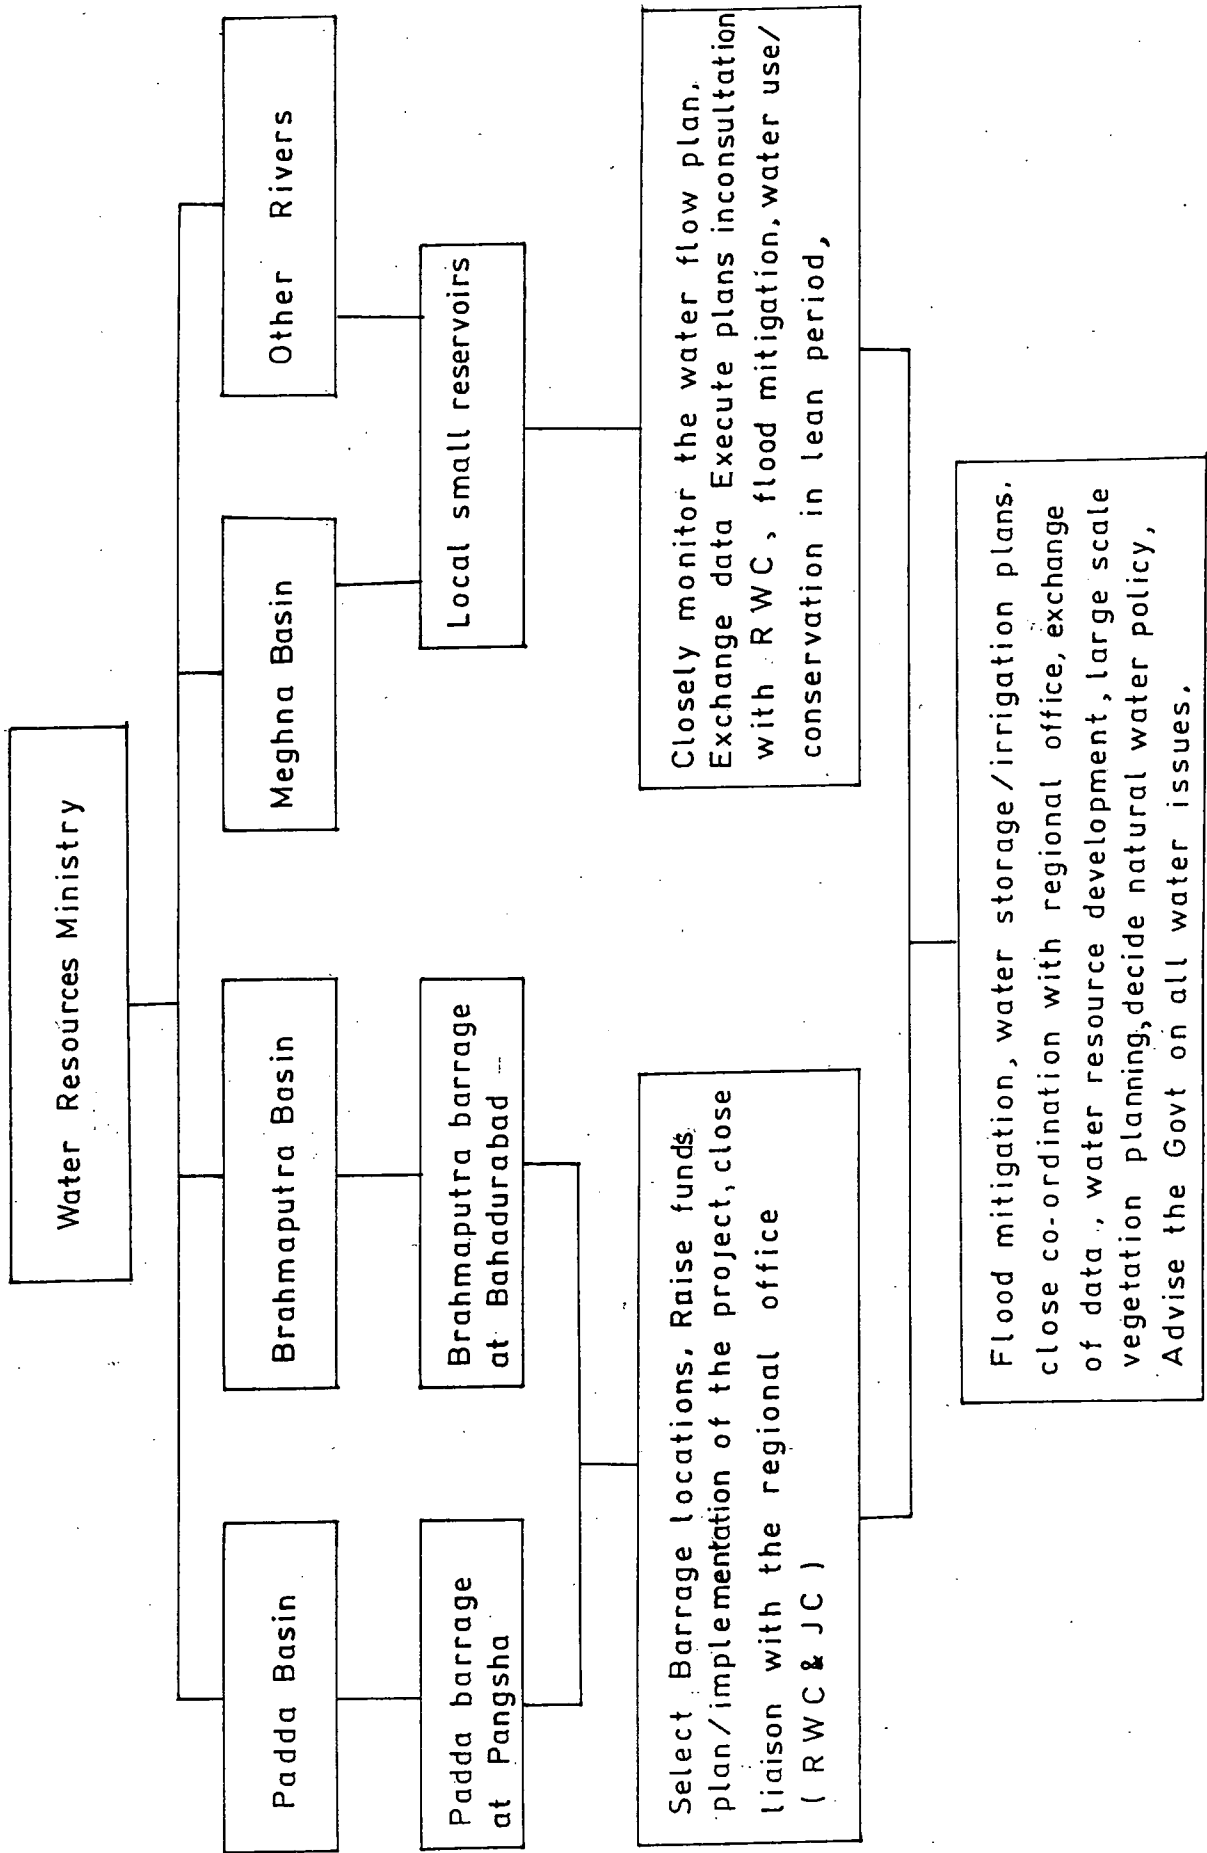 Water Resources Ministry
Padda Basin
Brahmaputra Basin
Meghna Basin
Other Rivers
Padda barrage
at Pangsha
Brahmaputra barrage
at Bahadurabad
Local small reservoirs
Select Barrage locations, Raise funds
plan/implementation of the project, close
liaison with the regional office
( RWC & JC )
Closely monitor the water flow plan,
Exchange data Execute plans inconsultation
with RWC, flood mitigation, water use/
conservation in lean period,
Flood mitigation, water storage/irrigation plans.
close co-ordination with regional office, exchange
of data, water resource development, large scale
vegetation planning, decide natural water policy,
Advise the Govt on all water issues.